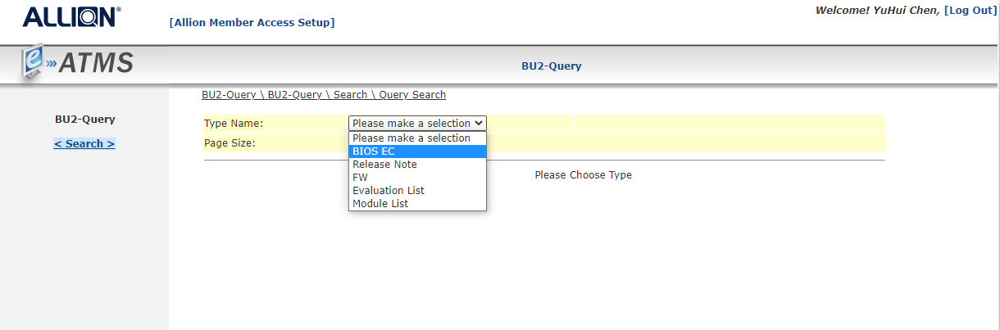 ALLION®
[Allion Member Access Setup]
Welcome! YuHui Chen, [Log Out]
e ATMS
BU2-Query
BU2-Query
< Search >
BU2-Query \ BU2-Query \ Search \ Query Search
Type Name:
Please make a selection
Please make a selection
BIOS EC
Release Note
FW
Evaluation List
Module List
Page Size:
Please Choose Type